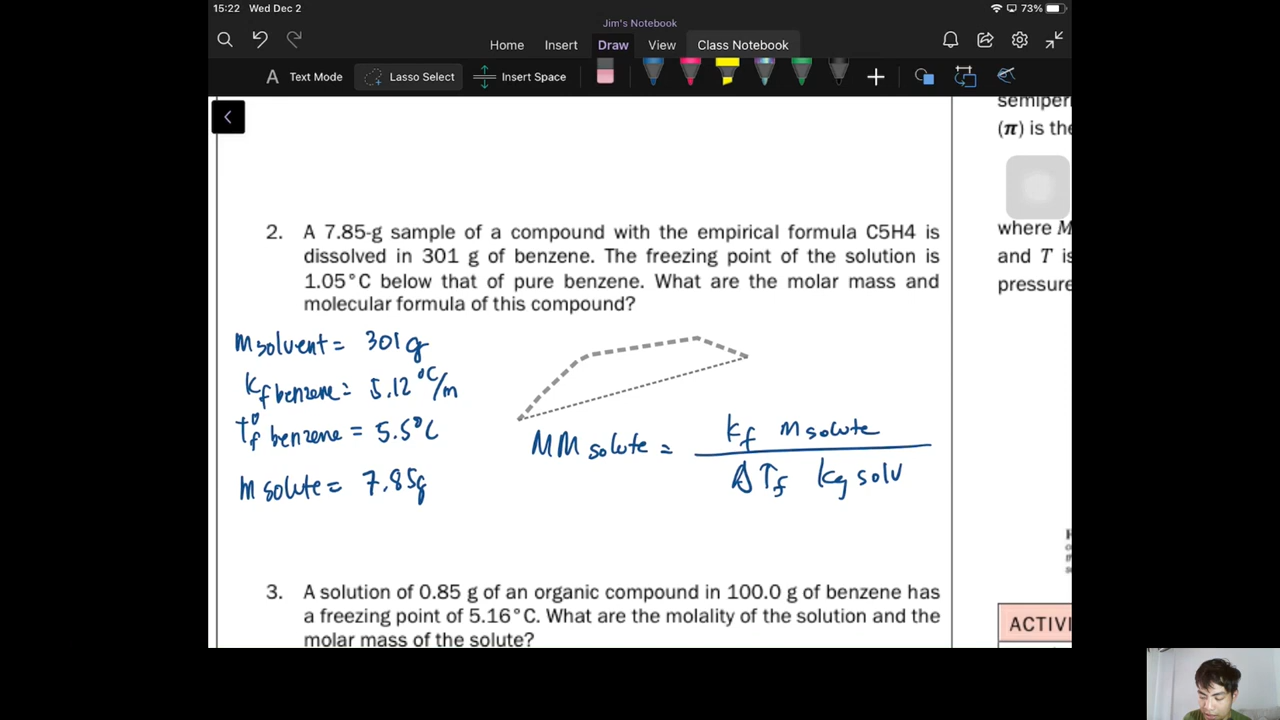 15:22 Wed Dec 2
73%
Jim's Notebook
Home Insert Draw View Class Notebook
Text Mode Lasso Select Insert Space
semiper
(π) is the
2. A 7.85-g sample of a compound with the empirical formula C5H4 is
dissolved in 301 g of benzene. The freezing point of the solution is
1.05°C below that of pure benzene. What are the molar mass and
molecular formula of this compound?
where M
and T is
pressure
m solvent = 301 g
Kf benzene = 5.12 °C/m
T°f benzene = 5.5°C
m solute = 7.85g
MM solute = Kf m solute
ΔTf kg solv
3. A solution of 0.85 g of an organic compound in 100.0 g of benzene has
a freezing point of 5.16°C. What are the molality of the solution and the
molar mass of the solute?
ACTIVI